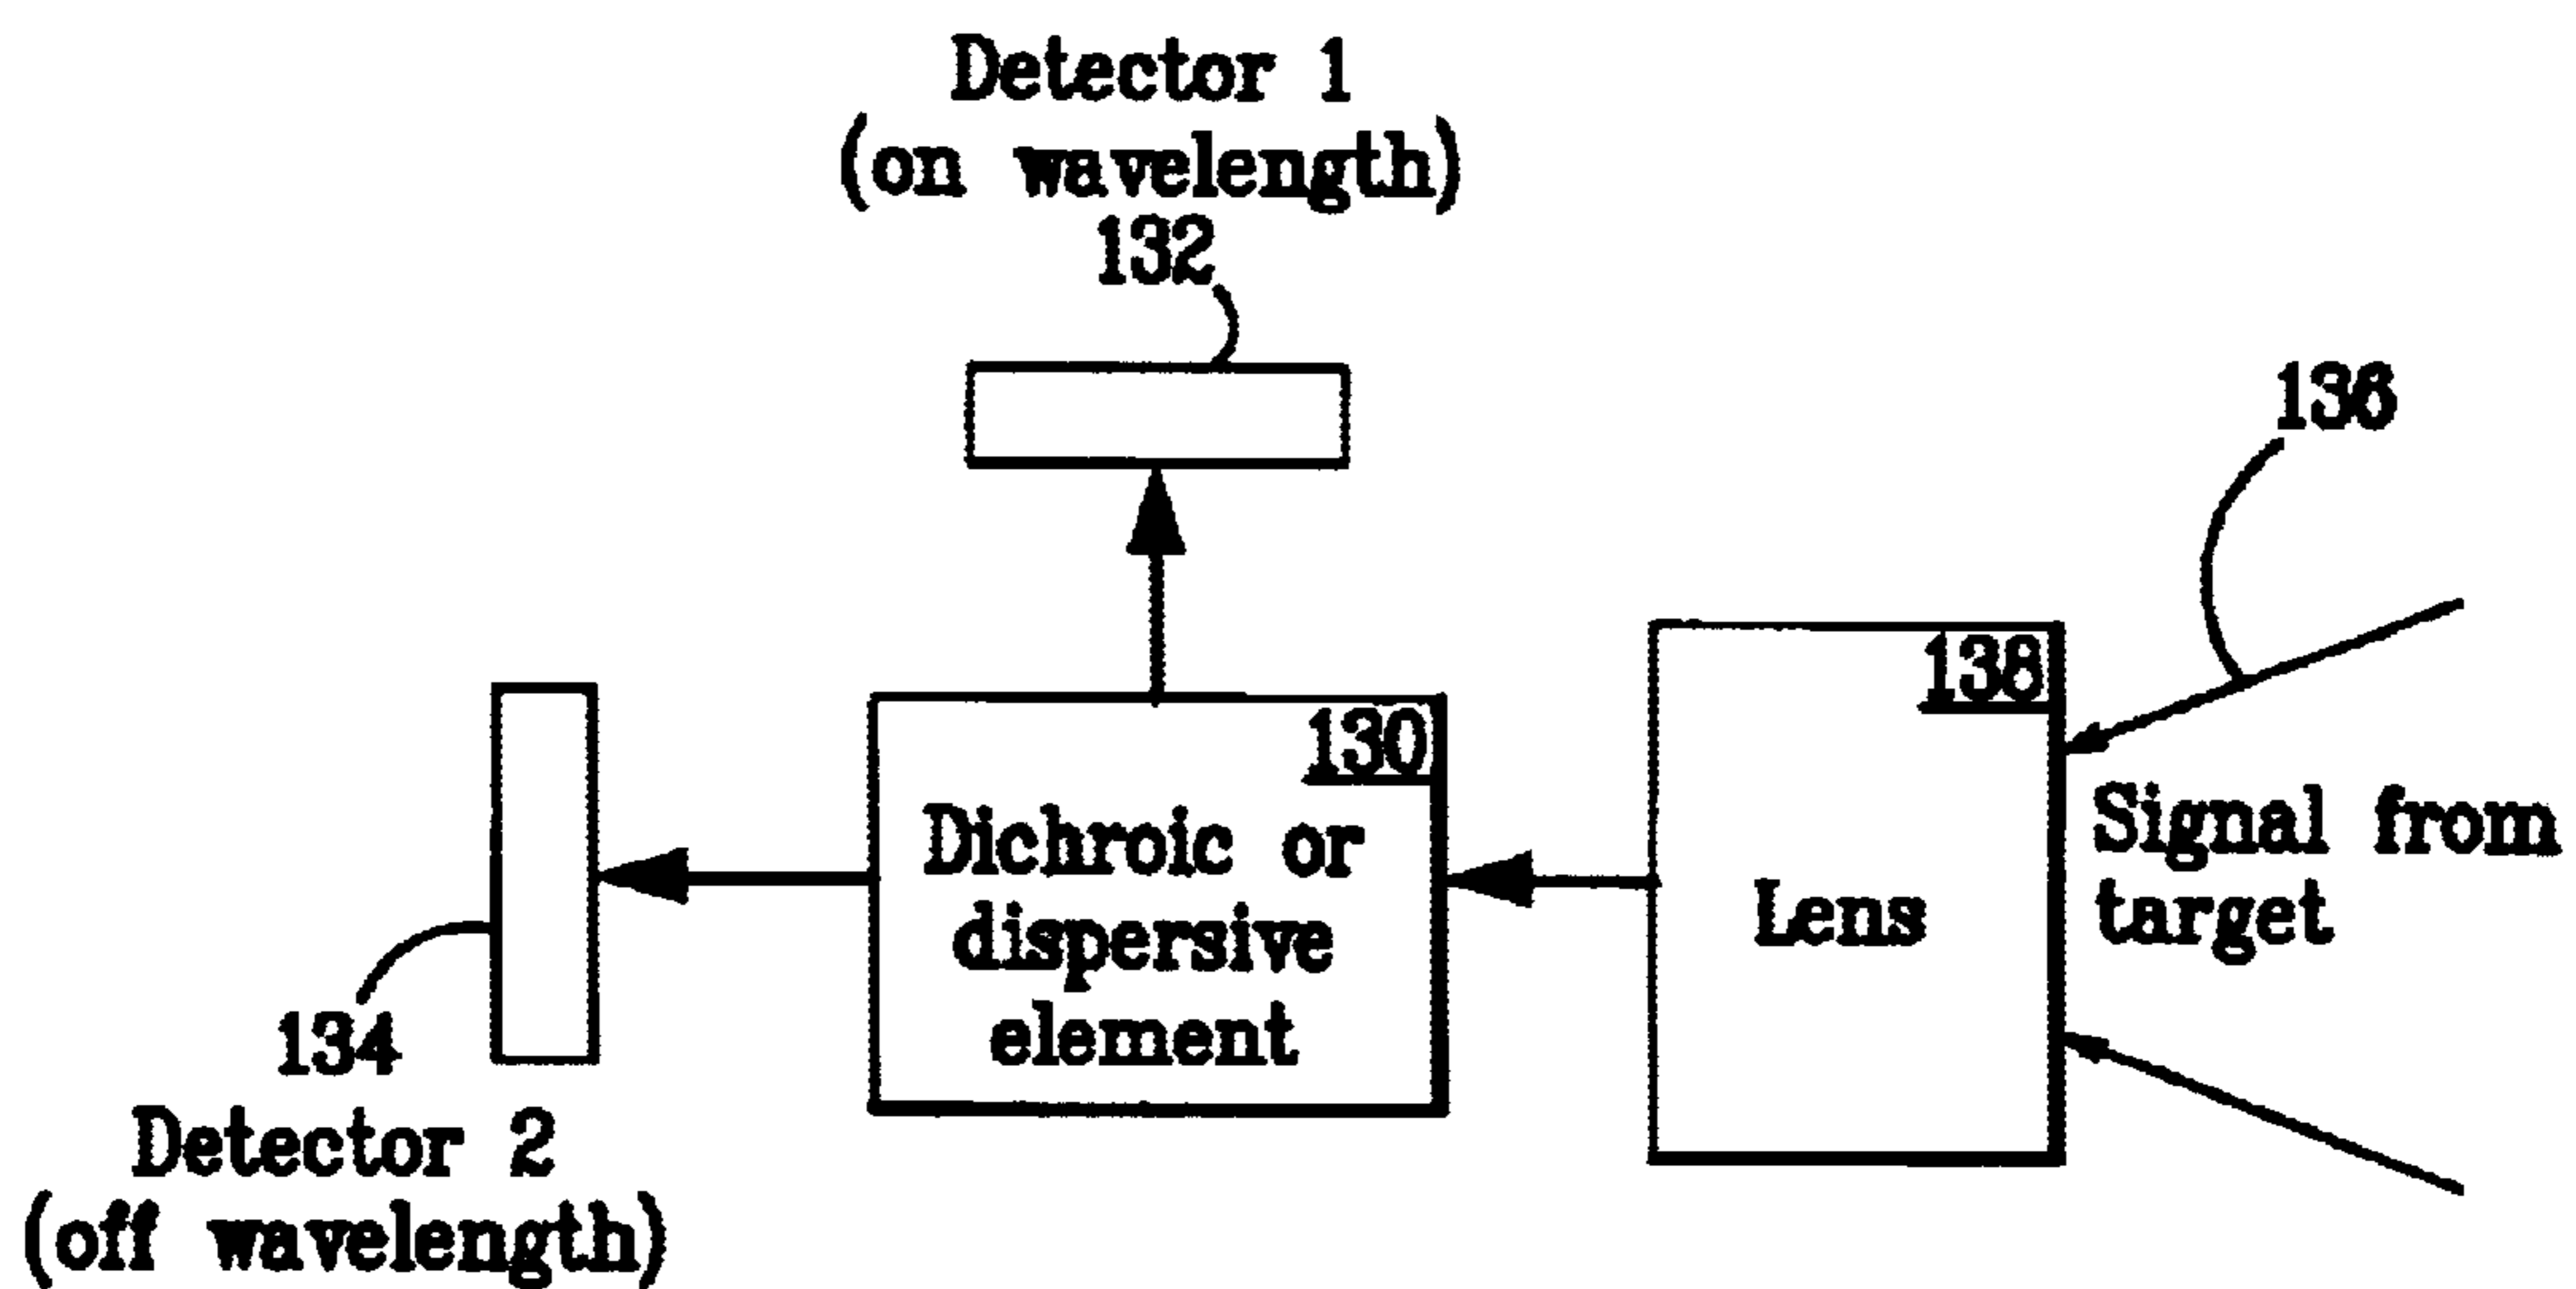 Detector 1
(on wavelength)
132
136
138
130
Signal from
target
Dichroic or
dispersive
element
Lens
134
Detector 2
(off wavelength)